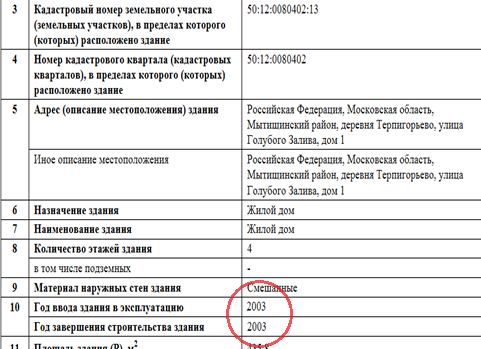 3 Кадастровый номер земельного участка 50:12:0080402:13
(земельных участков), в пределах которого
(которых) расположено здание
4 Номер кадастрового квартала (кадастровых 50:12:0080402
кварталов), в пределах которого (которых)
расположено здание
5 Адрес (описание местоположения) здания Российская Федерация, Московская область,
Мытищинский район, деревня Терпигорьево, улица
Голубого Залива, дом 1
Иное описание местоположения Российская Федерация, Московская область,
Мытищинский район, деревня Терпигорьево, улица
Голубого Залива, дом 1
6 Назначение здания Жилой дом
7 Наименование здания Жилой дом
8 Количество этажей здания 4
в том числе подземных -
9 Материал наружных стен здания Смешанные
10 Год ввода здания в эксплуатацию 2003
Год завершения строительства здания 2003
11 Площадь здания (Р), м2